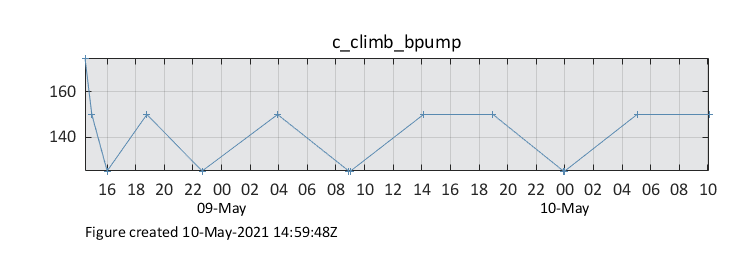 c_climb_bpump
160
140
16 18 20 22 00 02 04 06 08 10 12 14 16 18 20 22 00 02 04 06 08 10
09-May 10-May
Figure created 10-May-2021 14:59:48Z